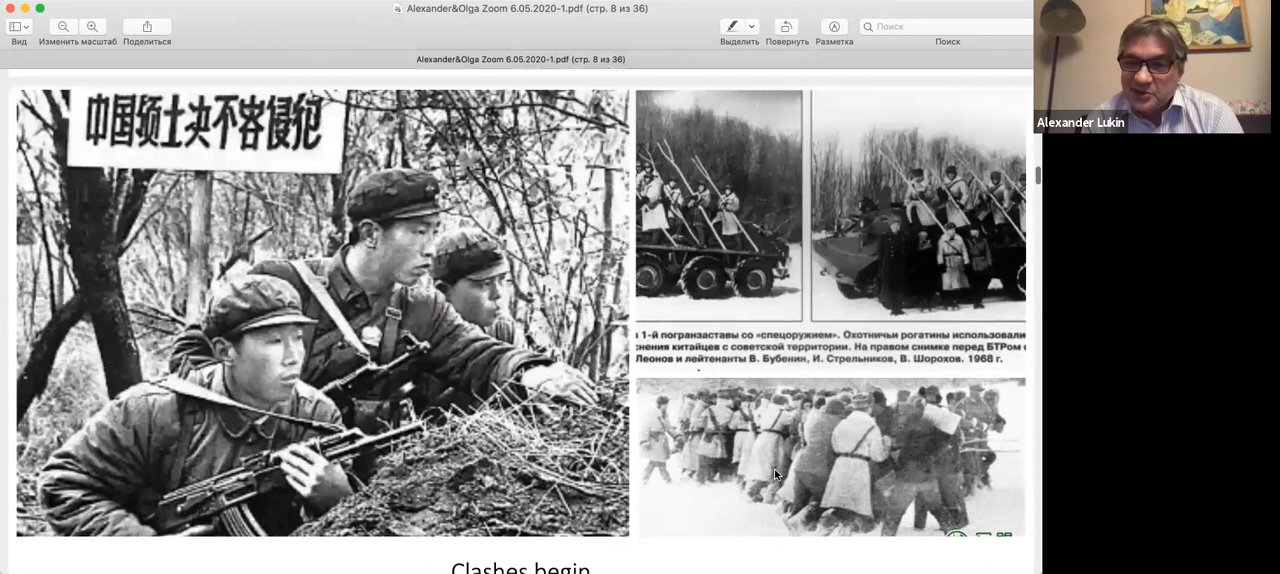 Alexander&Olga Zoom 6.05.2020-1.pdf (стр. 8 из 36)
Вид
Изменить масштаб
Поделиться
Выделить
Повернуть
Разметка
Поиск
Поиск
Alexander&Olga Zoom 6.05.2020-1.pdf (стр. 8 из 36)
Alexander Lukin
中国领土决不容侵犯
1-й погранзаставы со «спецоружием». Охотничьи рогатины использовали
снения китайцев с советской территории. На правом снимке перед БТРом
Леонов и лейтенанты В. Бубенин, И. Стрельников, В. Шорохов. 1968 г.
Clashes begin